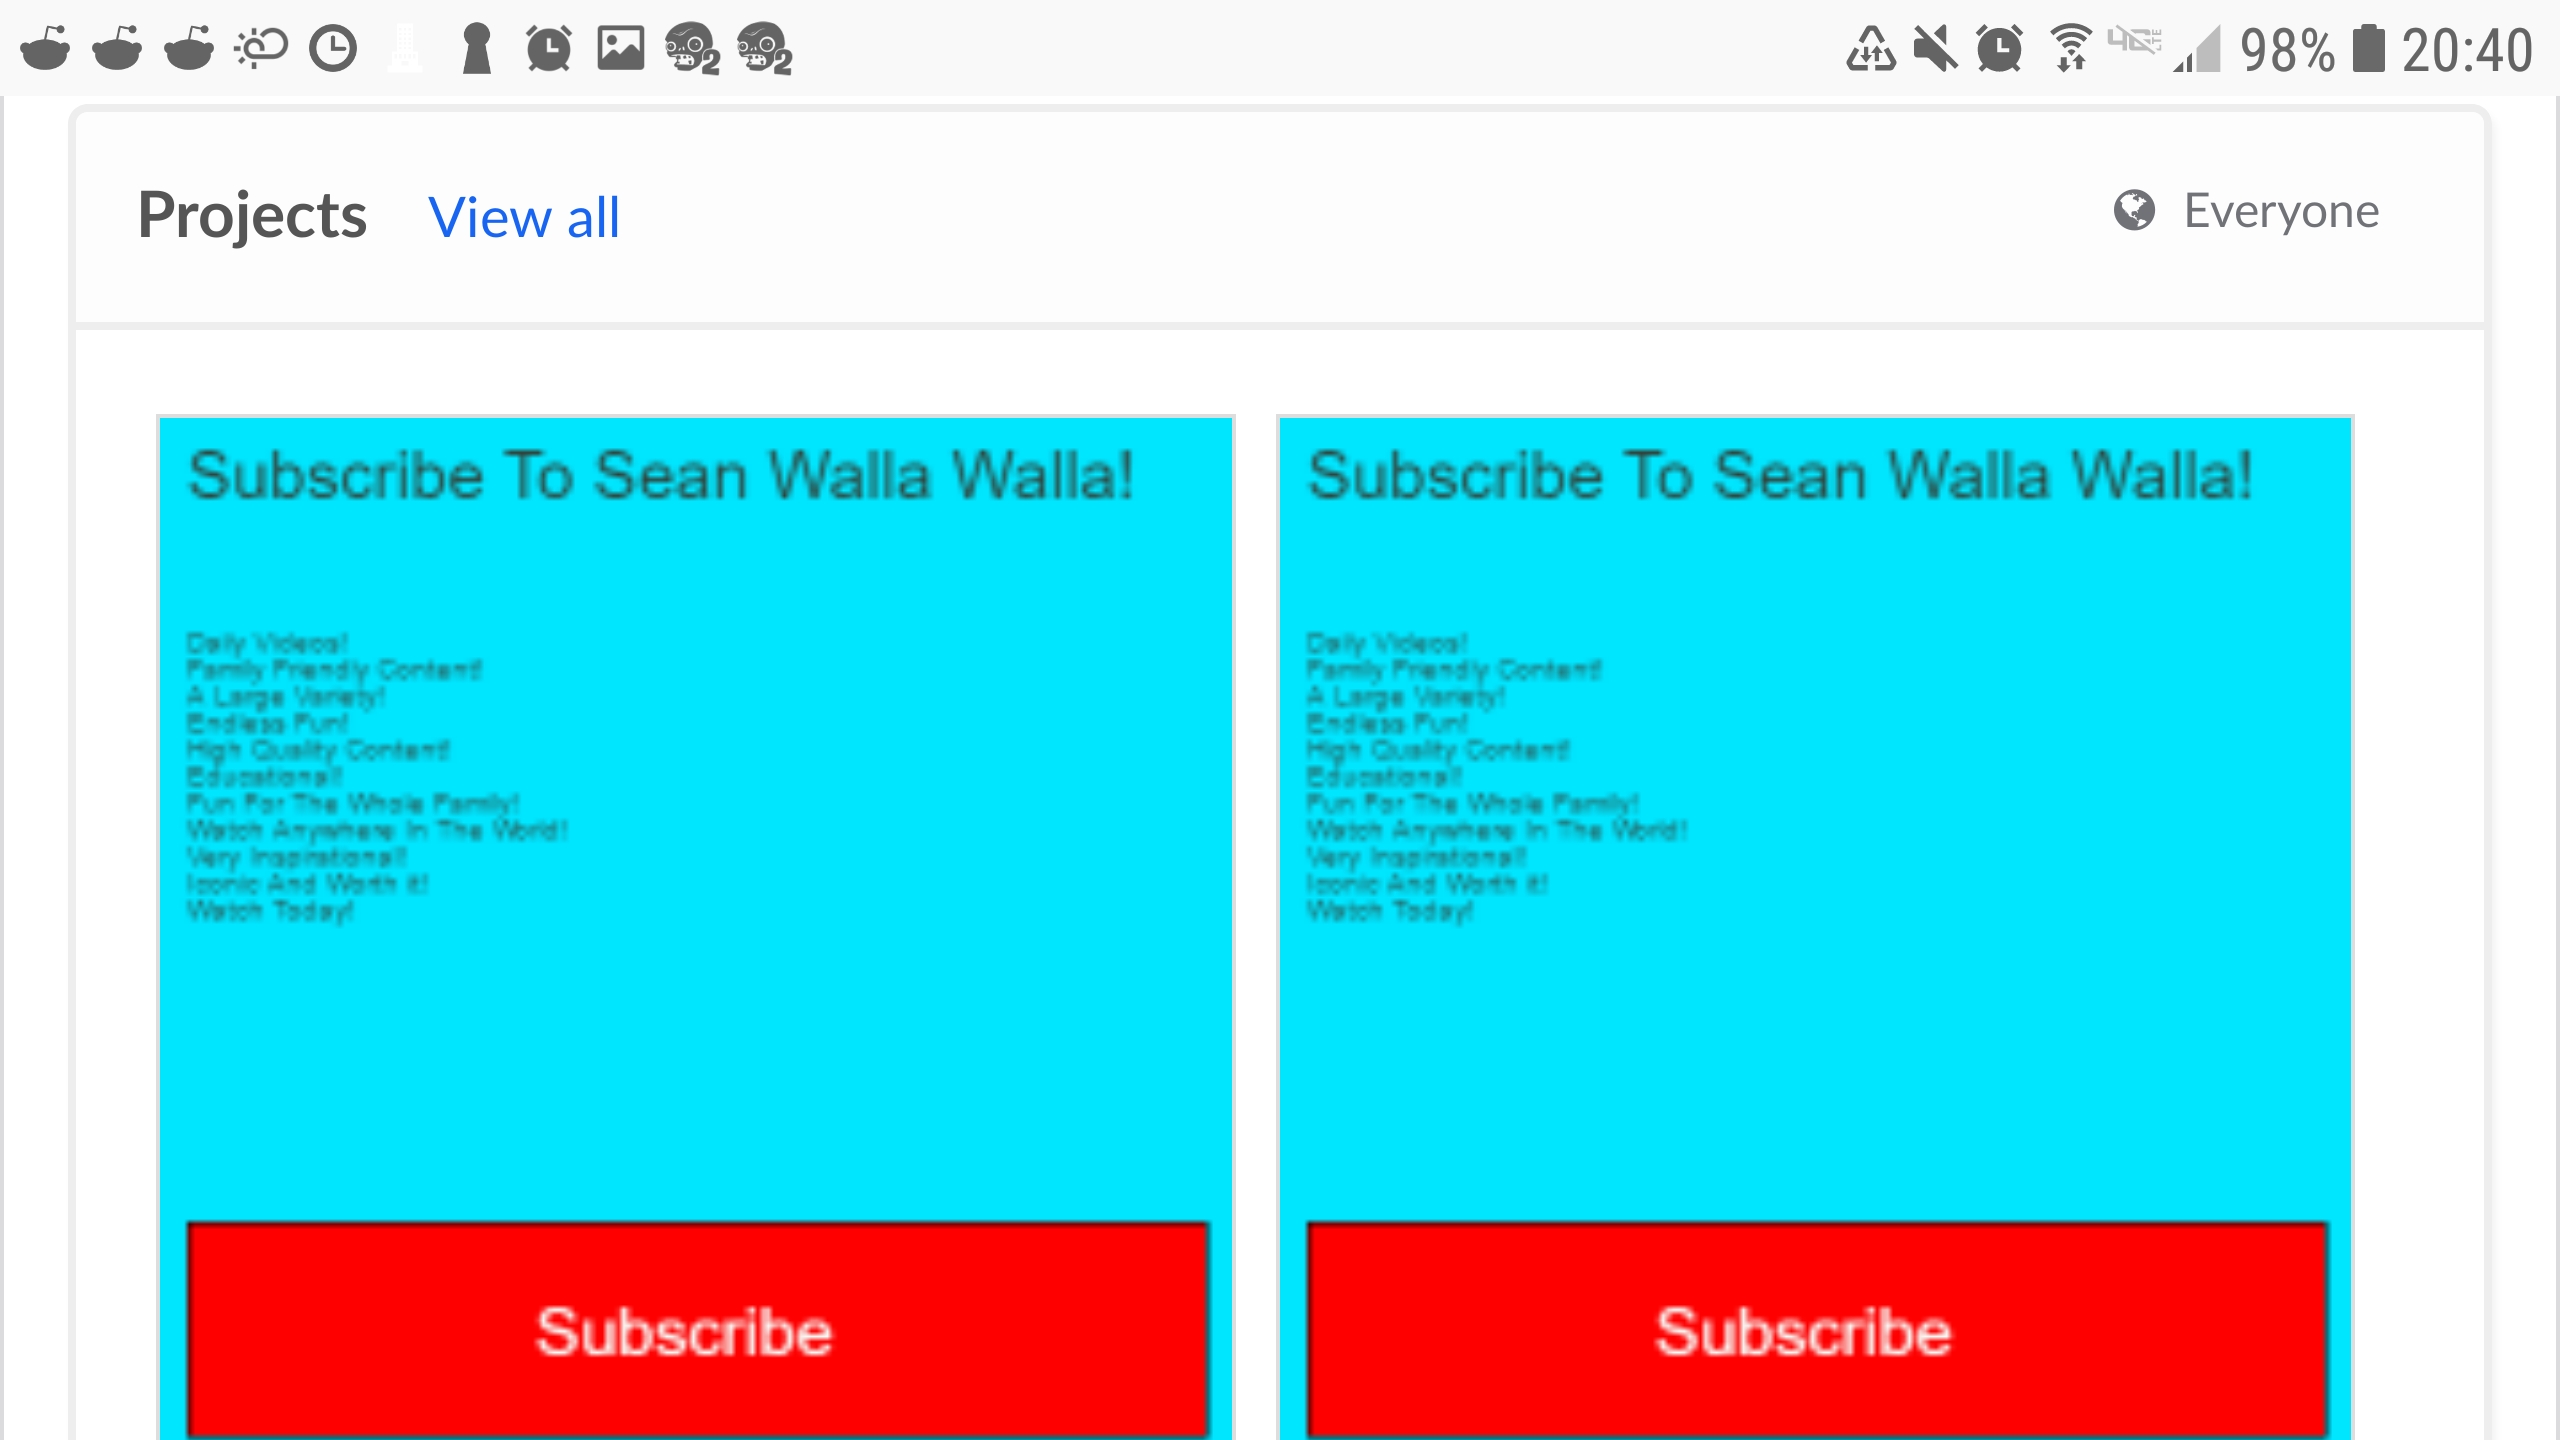 98% 20:40
Projects View all Everyone
Subscribe To Sean Walla Walla!
Daily Videos!
Family Friendly Content!
A Large Variety!
Endless Fun!
High Quality Content!
Educational!
Fun For The Whole Family!
Watch Anywhere In The World!
Very Inspirational!
Iconic And Worth it!
Watch Today!
Subscribe
Subscribe To Sean Walla Walla!
Daily Videos!
Family Friendly Content!
A Large Variety!
Endless Fun!
High Quality Content!
Educational!
Fun For The Whole Family!
Watch Anywhere In The World!
Very Inspirational!
Iconic And Worth it!
Watch Today!
Subscribe